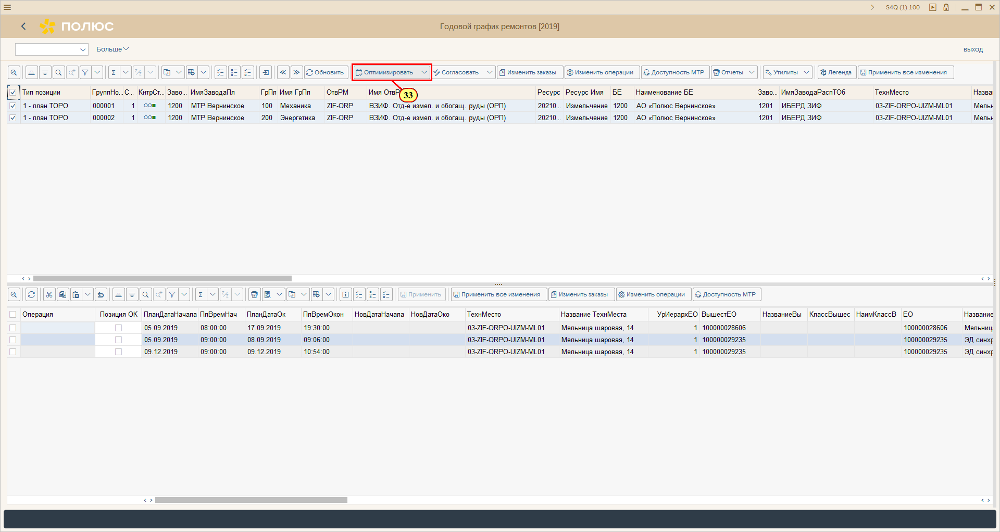 S4Q (1) 100
ПОЛЮС
Годовой график ремонтов [2019]
Больше
выход
Обновить Оптимизировать Согласовать Изменить заказы Изменить операции Доступность МТР Отчеты Утилиты Легенда Применить все изменения
33
Тип позиции ГруппНо... С... КнтрСт... Заво... ИмяЗаводаПл ГрПл Имя ГрПл ОтвРМ Имя ОтвР Ресурс Ресурс Имя БЕ Наименование БЕ Заво... ИмяЗаводаРаспТОб ТехнМесто Назва
1 - план ТОРО 000001 1 1200 МТР Вернинское 100 Механика ZIF-ORP ВЗИФ. Отд-е измел. и обогащ. руды (ОРП) 20210... Измельчение 1200 АО «Полюс Вернинское» 1201 ИБЕРД ЗИФ 03-ZIF-ORPO-UIZM-ML01 Мельн
1 - план ТОРО 000002 1 1200 МТР Вернинское 200 Энергетика ZIF-ORP ВЗИФ. Отд-е измел. и обогащ. руды (ОРП) 20210... Измельчение 1200 АО «Полюс Вернинское» 1201 ИБЕРД ЗИФ 03-ZIF-ORPO-UIZM-ML01 Мельн
Применить Применить все изменения Изменить заказы Изменить операции Доступность МТР
Операция Позиция ОК ПланДатаНачала ПлВремНач ПланДатаОк ПлВремОкон НовДатаНачала НовДатаОко ТехнМесто Название ТехнМеста УрИерархЕО ВышестЕО НазваниеВы КлассВышес НаимКлассВ ЕО Название
05.09.2019 08:00:00 17.09.2019 19:30:00 03-ZIF-ORPO-UIZM-ML01 Мельница шаровая, 14 1 100000028606 100000028606 Мельниц
05.09.2019 09:00:00 08.09.2019 09:06:00 03-ZIF-ORPO-UIZM-ML01 Мельница шаровая, 14 1 100000029235 100000029235 ЭД синхр
09.12.2019 09:00:00 09.12.2019 10:54:00 03-ZIF-ORPO-UIZM-ML01 Мельница шаровая, 14 1 100000029235 100000029235 ЭД синхр